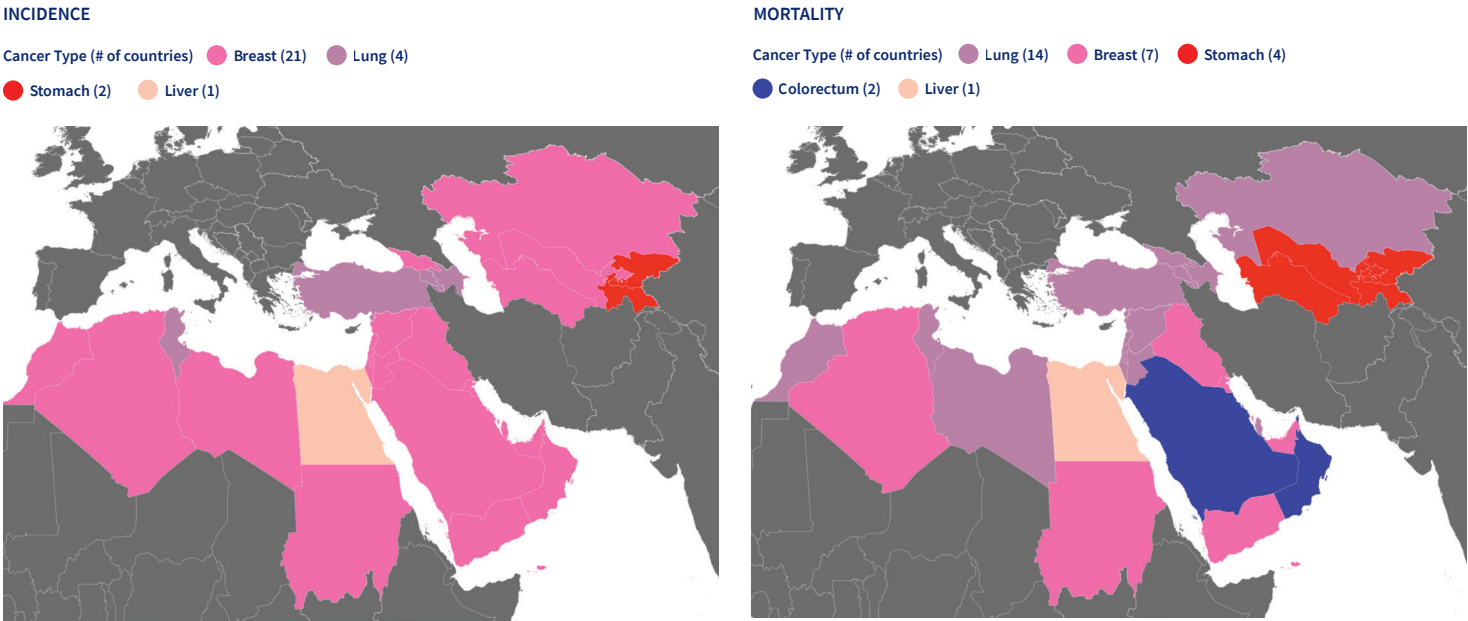 INCIDENCE
Cancer Type (# of countries) Breast (21) Lung (4)
Stomach (2) Liver (1)
MORTALITY
Cancer Type (# of countries) Lung (14) Breast (7) Stomach (4)
Colorectum (2) Liver (1)